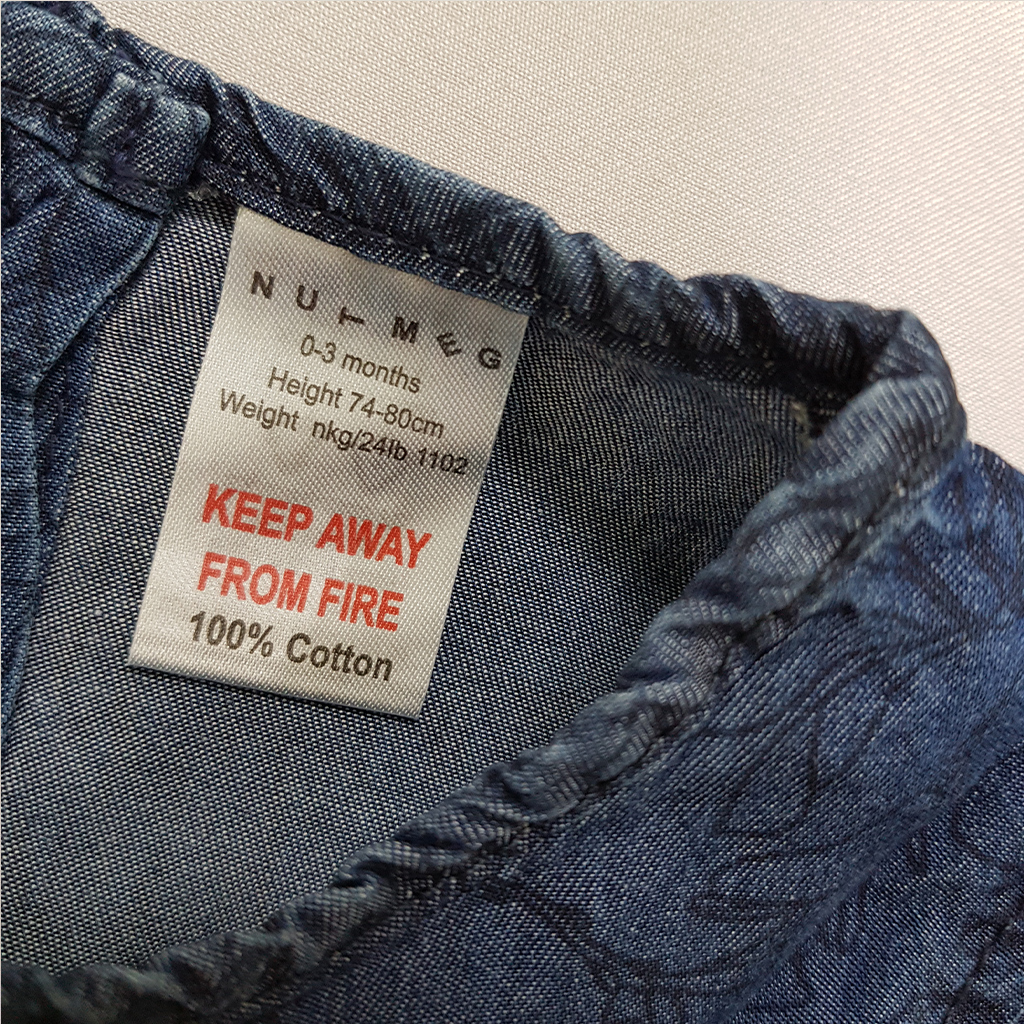 NUTMEG
0-3 months
Height 74-80cm
Weight nkg/24lb 1102
KEEP AWAY
FROM FIRE
100% Cotton